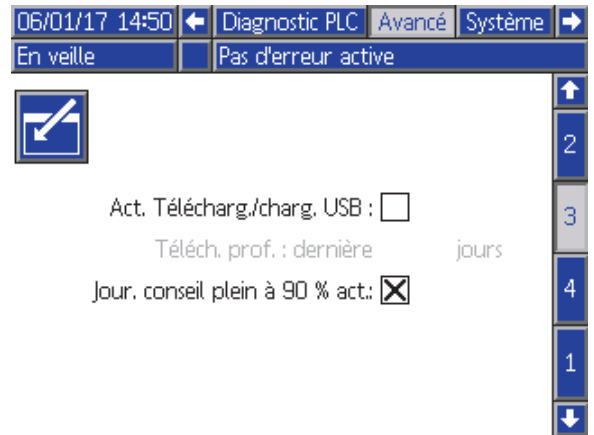 06/01/17 14:50 Diagnostic PLC Avancé Système
En veille Pas d'erreur active
2
Act. Télécharg./charg. USB :
3
Téléch. prof. : dernière jours
Jour. conseil plein à 90 % act.:
4
1